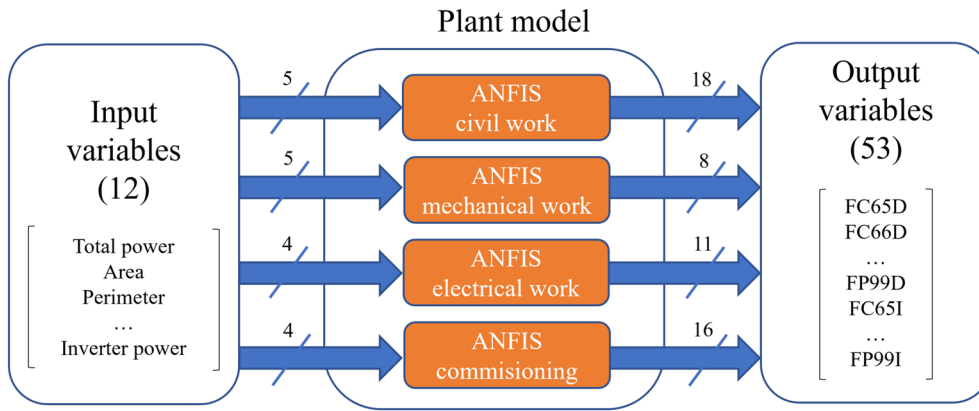 Plant model
Input
variables
(12)
Total power
Area
Perimeter
…
Inverter power
5
5
4
4
ANFIS
civil work
ANFIS
mechanical work
ANFIS
electrical work
ANFIS
commisioning
18
8
11
16
Output
variables
(53)
FC65D
FC66D
…
FP99D
FC65I
…
FP99I